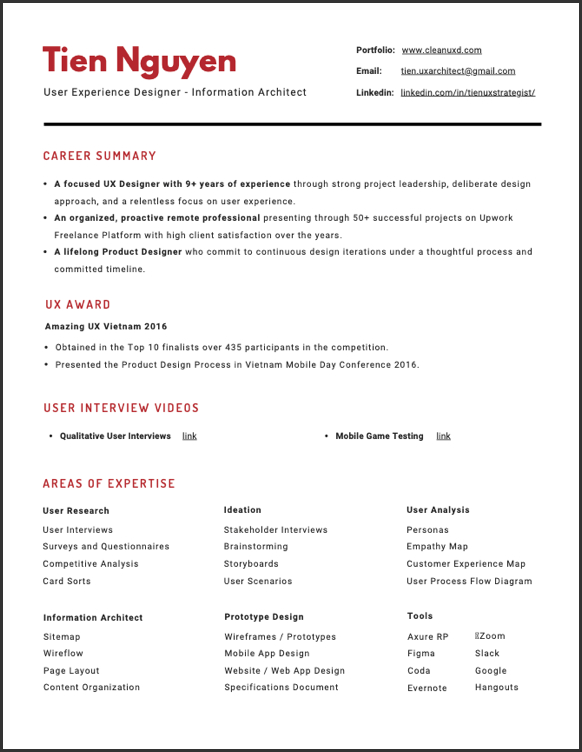 Tien Nguyen
User Experience Designer - Information Architect
Portfolio: www.cleanuxd.com
Email: tien.uxarchitect@gmail.com
Linkedin: linkedin.com/in/tienuxstrategist/
CAREER SUMMARY
• A focused UX Designer with 9+ years of experience through strong project leadership, deliberate design
approach, and a relentless focus on user experience.
• An organized, proactive remote professional presenting through 50+ successful projects on Upwork
Freelance Platform with high client satisfaction over the years.
• A lifelong Product Designer who commit to continuous design iterations under a thoughtful process and
committed timeline.
UX AWARD
Amazing UX Vietnam 2016
• Obtained in the Top 10 finalists over 435 participants in the competition.
• Presented the Product Design Process in Vietnam Mobile Day Conference 2016.
USER INTERVIEW VIDEOS
• Qualitative User Interviews link
• Mobile Game Testing link
AREAS OF EXPERTISE
User Research
User Interviews
Surveys and Questionnaires
Competitive Analysis
Card Sorts
Ideation
Stakeholder Interviews
Brainstorming
Storyboards
User Scenarios
User Analysis
Personas
Empathy Map
Customer Experience Map
User Process Flow Diagram
Information Architect
Sitemap
Wireflow
Page Layout
Content Organization
Prototype Design
Wireframes / Prototypes
Mobile App Design
Website / Web App Design
Specifications Document
Tools
Axure RP
Figma
Coda
Evernote
Zoom
Slack
Google
Hangouts